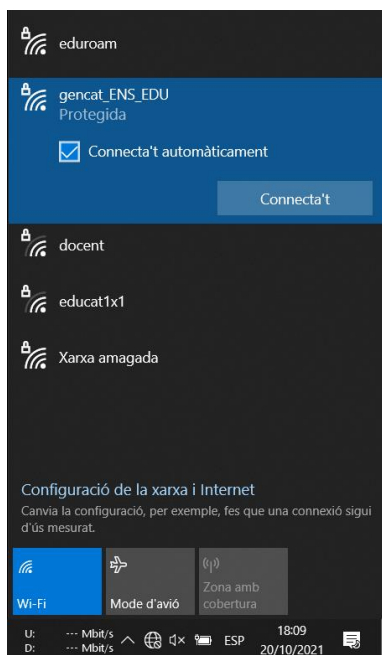 eduroam
gencat_ENS_EDU
Protegida
Connecta't automàticament
Connecta't
docent
educat1x1
Xarxa amagada
Configuració de la xarxa i Internet
Canvia la configuració, per exemple, fes que una connexió sigui
d'ús mesurat.
Wi-Fi
Mode d'avió
Zona amb
cobertura
U: --- Mbit/s
D: --- Mbit/s
ESP
18:09
20/10/2021